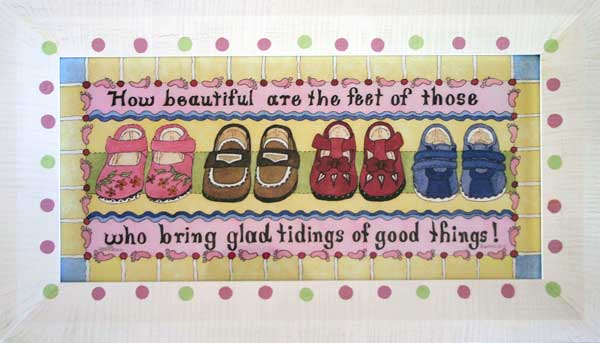 How beautiful are the feet of those
who bring glad tidings of good things!